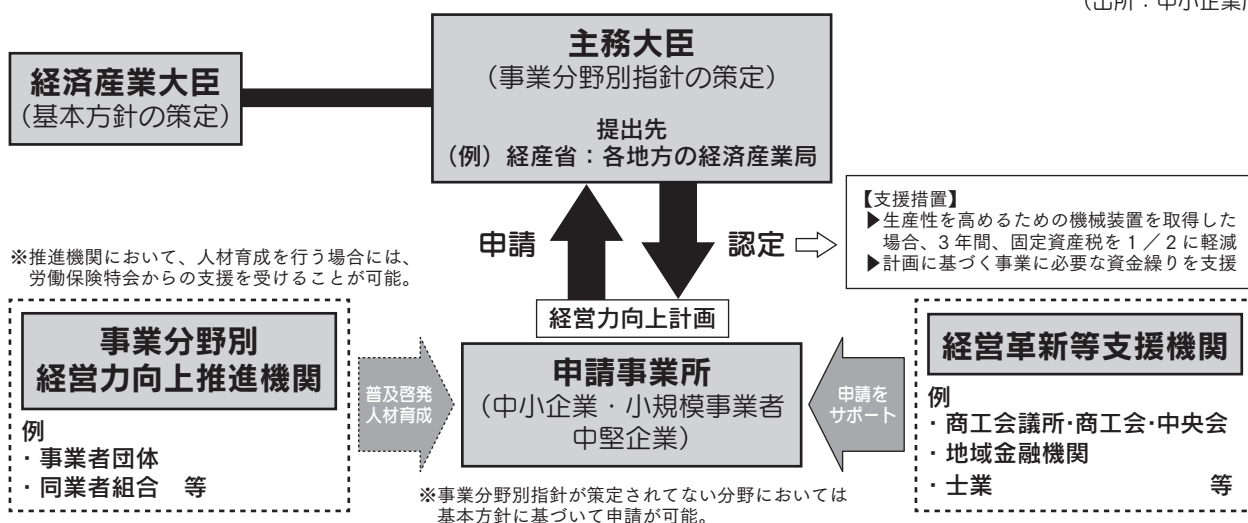 （出所：中小企業庁
経済産業大臣
（基本方針の策定）
主務大臣
（事業分野別指針の策定）
提出先
（例）経産省：各地方の経済産業局
申請
認定
【支援措置】
▶生産性を高めるための機械装置を取得した
場合、3年間、固定資産税を1／2に軽減
▶計画に基づく事業に必要な資金繰りを支援
※推進機関において、人材育成を行う場合には、
労働保険特会からの支援を受けることが可能。
経営力向上計画
事業分野別
経営力向上推進機関
例
・事業者団体
・同業者組合　等
普及啓発
人材育成
申請事業所
（中小企業・小規模事業者
中堅企業）
申請を
サポート
経営革新等支援機関
例
・商工会議所･商工会･中央会
・地域金融機関
・士業　等
※事業分野別指針が策定されてない分野においては
基本方針に基づいて申請が可能。